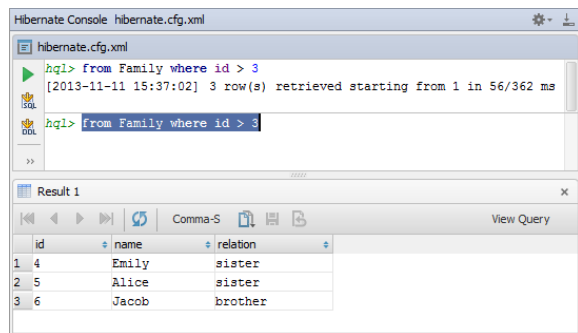 Hibernate Console hibernate.cfg.xml
hibernate.cfg.xml
hql> from Family where id > 3
[2013-11-11 15:37:02] 3 row(s) retrieved starting from 1 in 56/362 ms
SQL
DDL
hql> from Family where id > 3
>>
Result 1
Comma-S View Query
id name relation
1 4 Emily sister
2 5 Alice sister
3 6 Jacob brother